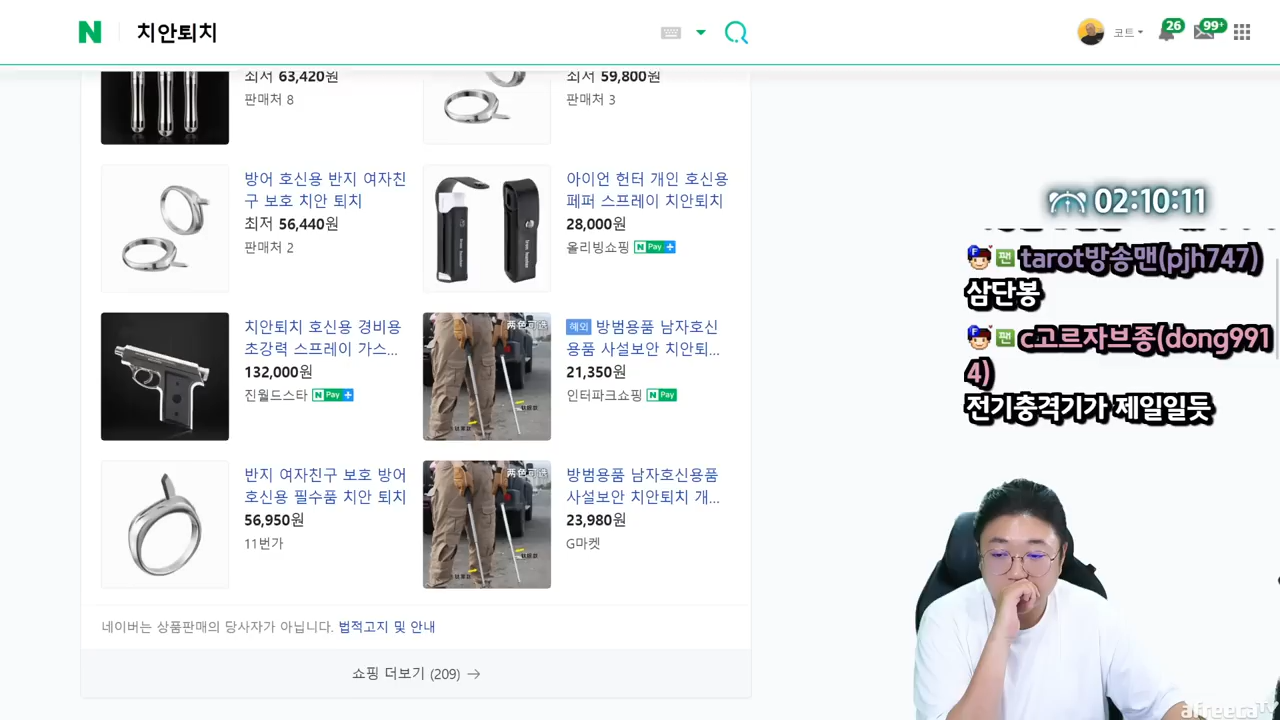 N 치안퇴치
코트
26
99+
최저 63,420원
판매처 8
최저 59,800원
판매처 3
방어 호신용 반지 여자친
구 보호 치안 퇴치
최저 56,440원
판매처 2
아이언 헌터 개인 호신용
페퍼 스프레이 치안퇴치
28,000원
올리빙쇼핑 N Pay +
치안퇴치 호신용 경비용
초강력 스프레이 가스...
132,000원
진월드스타 N Pay +
两色可选
해외 방범용품 남자호신
용품 사설보안 치안퇴...
21,350원
인터파크쇼핑 N Pay
반지 여자친구 보호 방어
호신용 필수품 치안 퇴치
56,950원
11번가
两色可选
방범용품 남자호신용품
사설보안 치안퇴치 개...
23,980원
G마켓
네이버는 상품판매의 당사자가 아닙니다. 법적고지 및 안내
쇼핑 더보기 (209) →
02:10:11
팬 tarot방송맨(pjh747)
삼단봉
팬 c고르자브종(dong991
4)
전기충격기가 제일일듯
afreecaTV